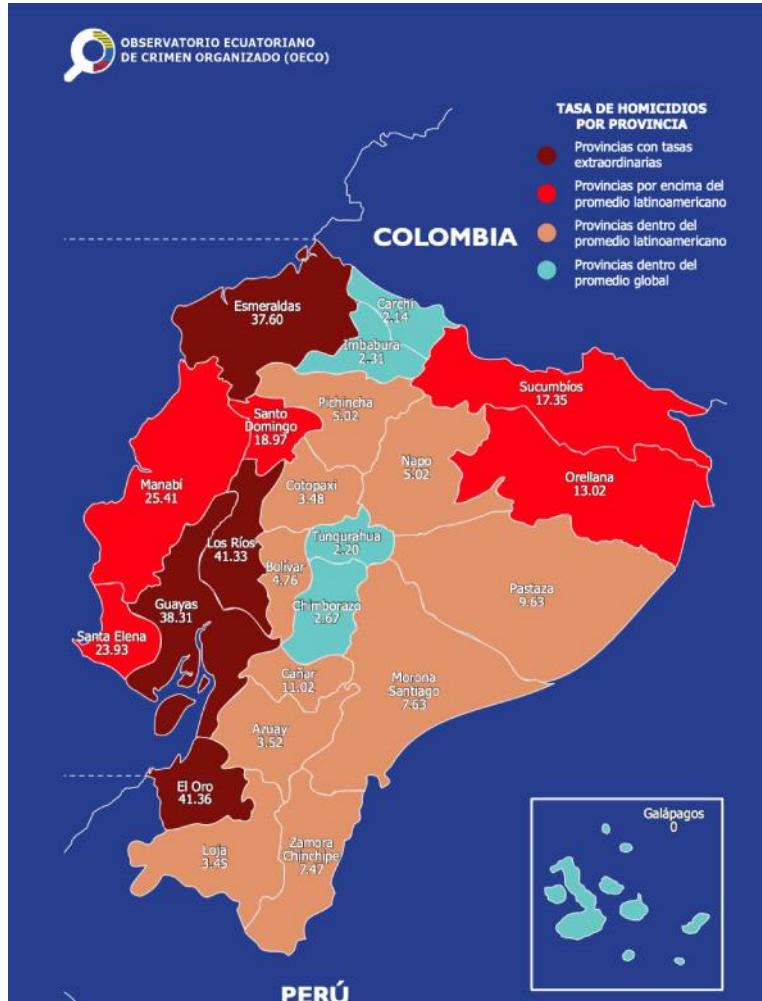 OBSERVATORIO ECUATORIANO
DE CRIMEN ORGANIZADO (OECO)
TASA DE HOMICIDIOS
POR PROVINCIA
Provincias con tasas
extraordinarias
Provincias por encima del
promedio latinoamericano
Provincias dentro del
promedio latinoamericano
Provincias dentro del
promedio global
COLOMBIA
Esmeraldas
37.60
Carchi
2.14
Imbabura
2.31
Sucumbíos
17.35
Pichincha
5.02
Santo
Domingo
18.97
Napo
5.02
Orellana
13.02
Manabí
25.41
Cotopaxi
3.48
Los Ríos
41.33
Tungurahua
2.20
Bolívar
4.76
Pastaza
9.63
Guayas
38.31
Chimborazo
2.67
Santa Elena
23.93
Cañar
11.02
Morona
Santiago
7.63
Azuay
3.52
El Oro
41.36
Galápagos
0
Loja
3.45
Zamora
Chinchipe
7.47
PERÚ